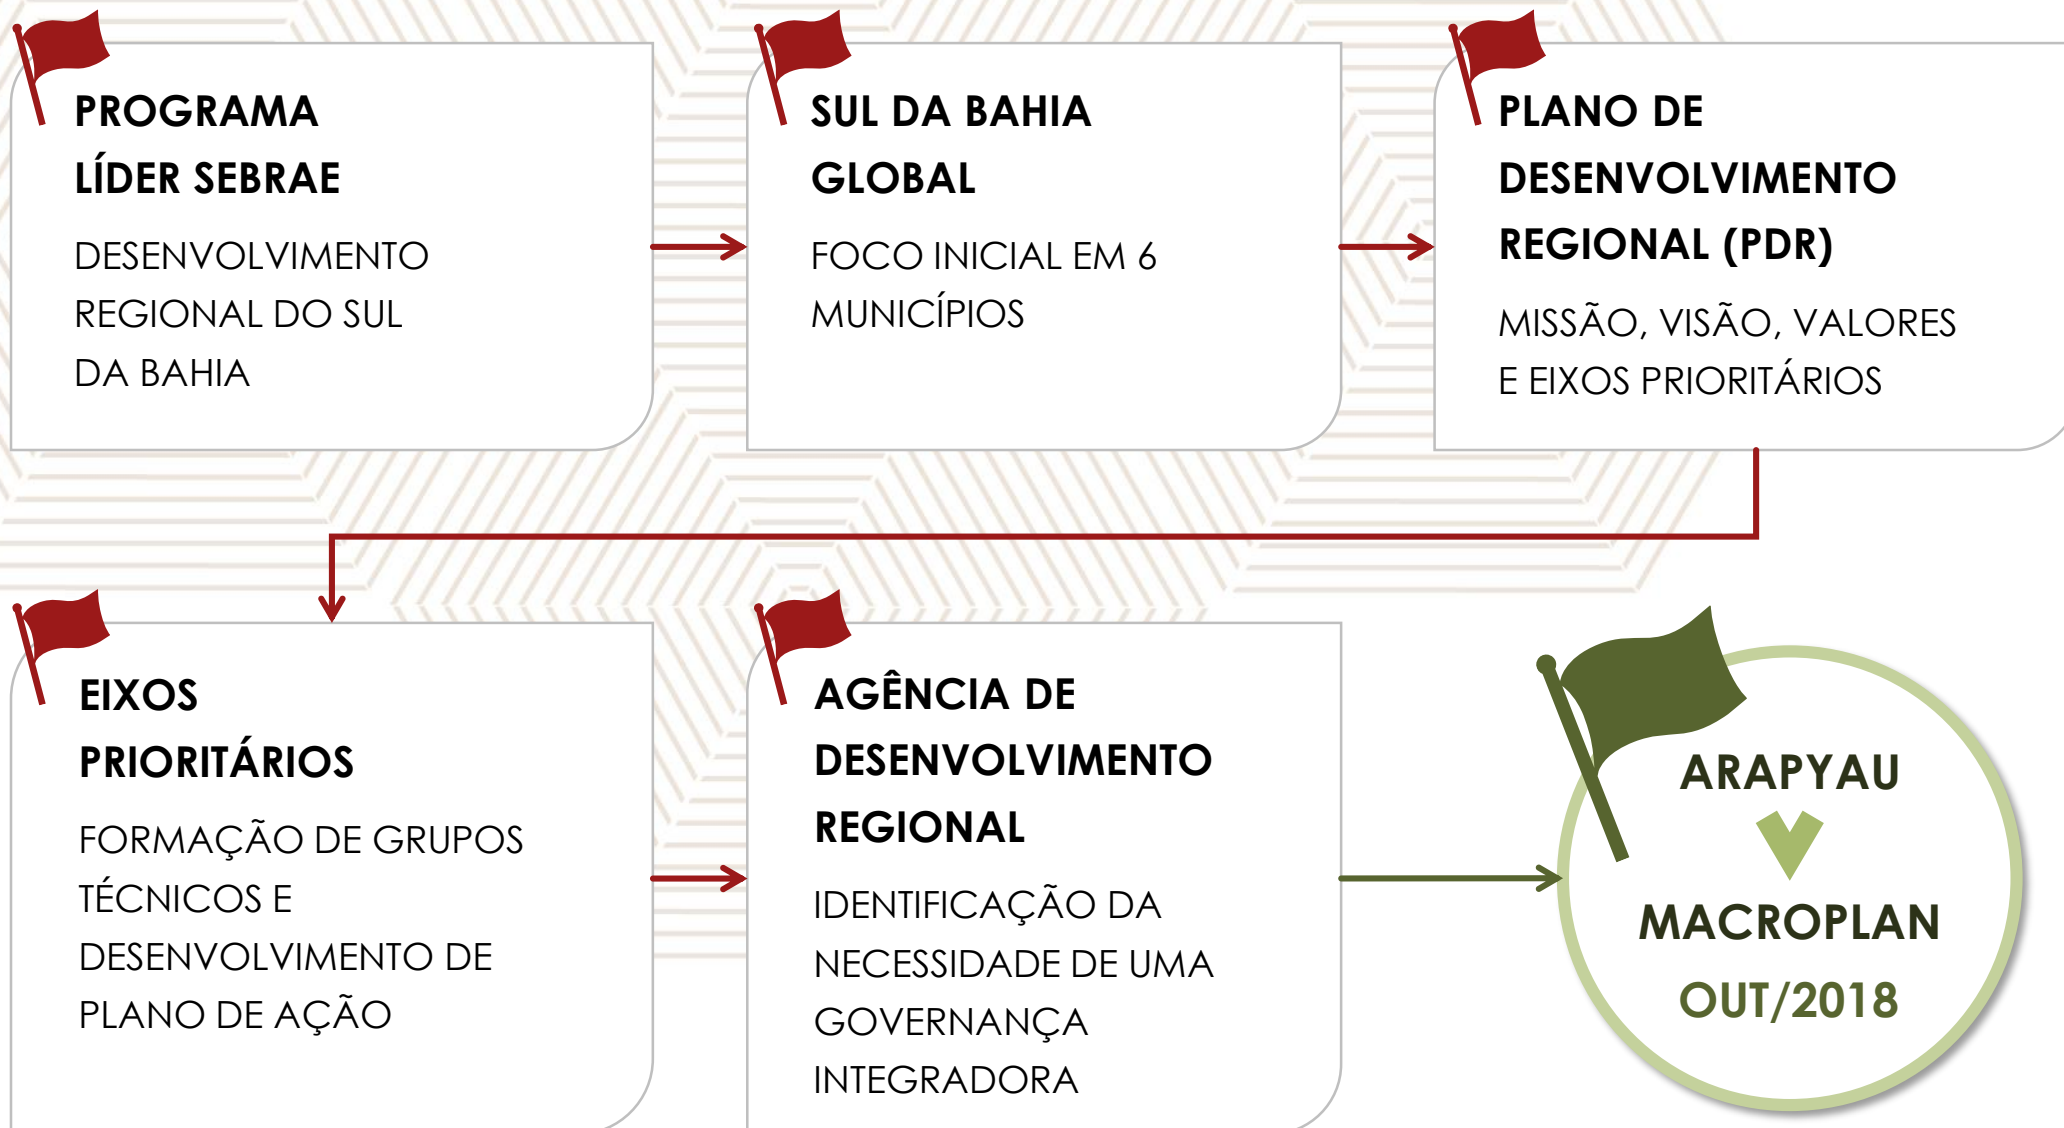 PROGRAMA
LÍDER SEBRAE
DESENVOLVIMENTO
REGIONAL DO SUL
DA BAHIA
SUL DA BAHIA
GLOBAL
FOCO INICIAL EM 6
MUNICÍPIOS
PLANO DE
DESENVOLVIMENTO
REGIONAL (PDR)
MISSÃO, VISÃO, VALORES
E EIXOS PRIORITÁRIOS
EIXOS
PRIORITÁRIOS
FORMAÇÃO DE GRUPOS
TÉCNICOS E
DESENVOLVIMENTO DE
PLANO DE AÇÃO
AGÊNCIA DE
DESENVOLVIMENTO
REGIONAL
IDENTIFICAÇÃO DA
NECESSIDADE DE UMA
GOVERNANÇA
INTEGRADORA
ARAPYAU
MACROPLAN
OUT/2018